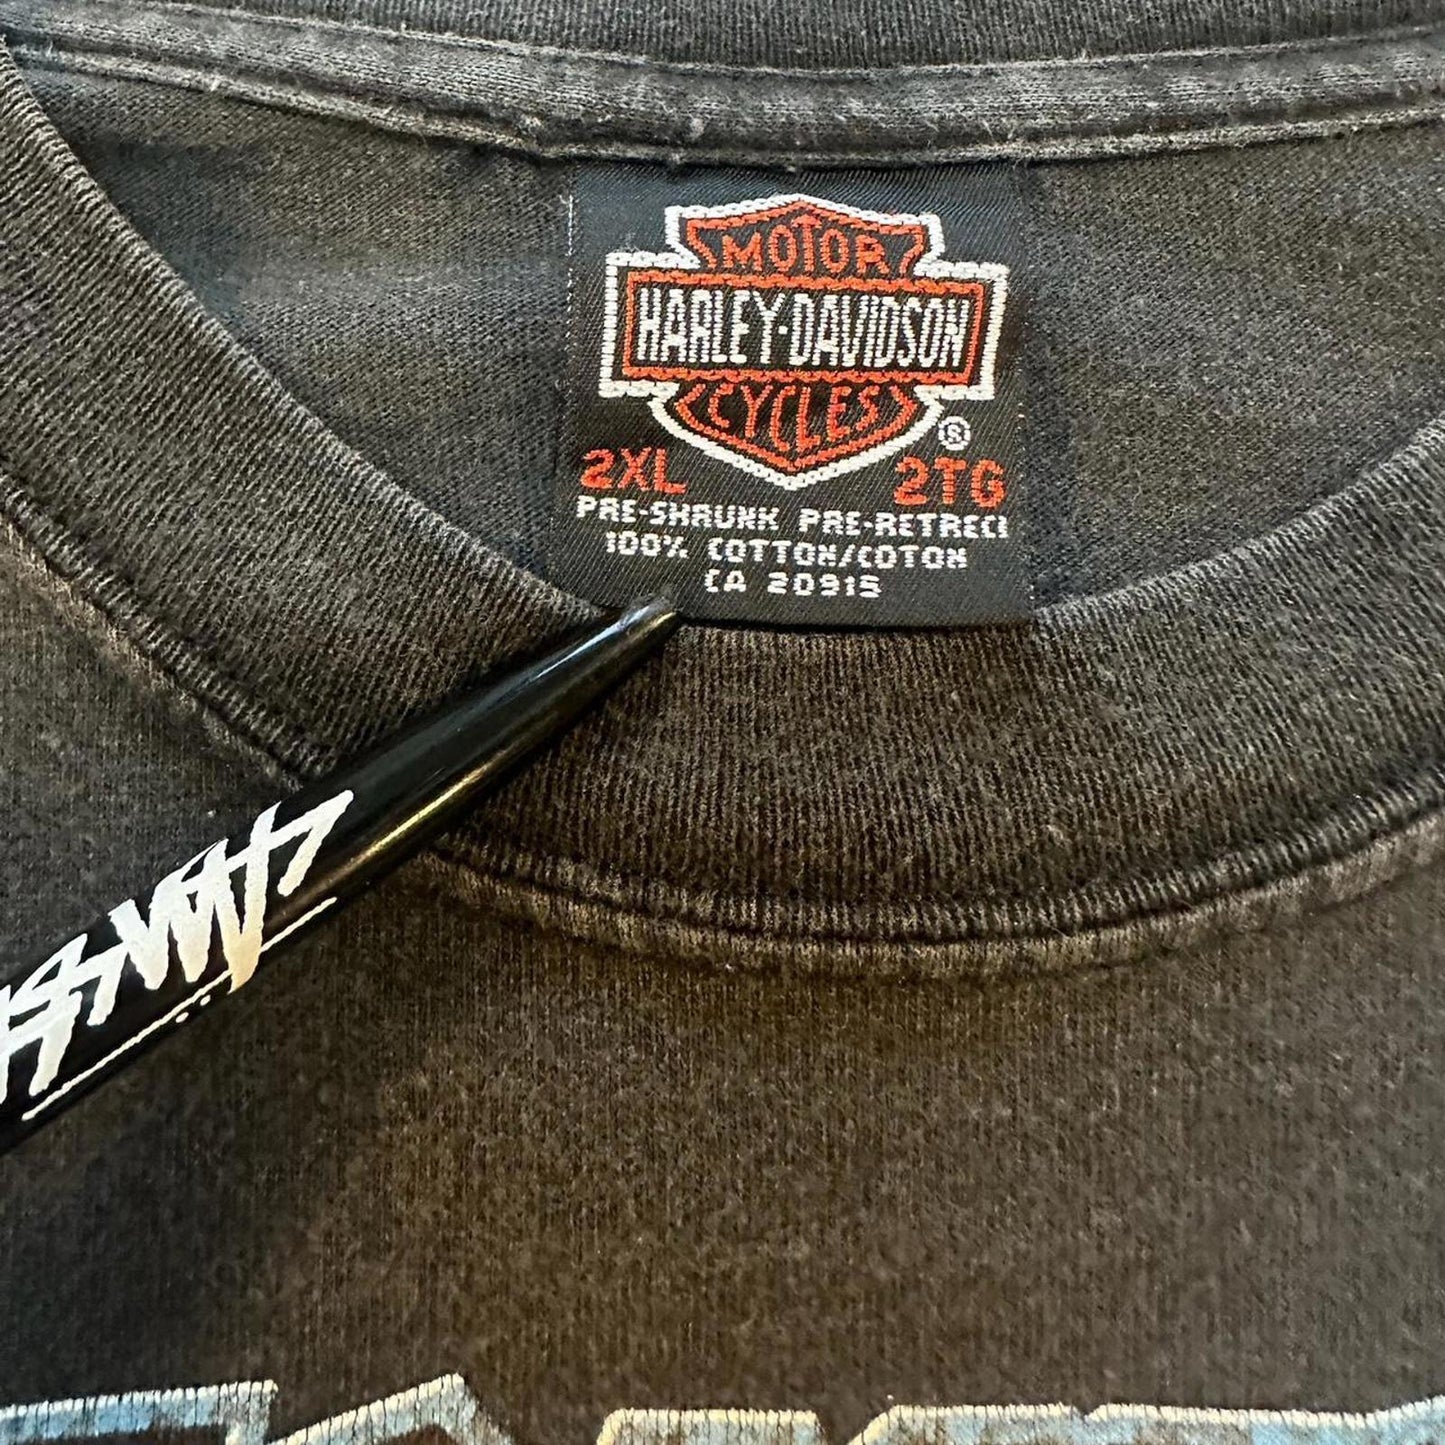 MOTOR
HARLEY-DAVIDSON
CYCLES
®
2XL 2TG
PRE-SHRUNK PRE-RETRECI
100% COTTON/COTON
CA 20915